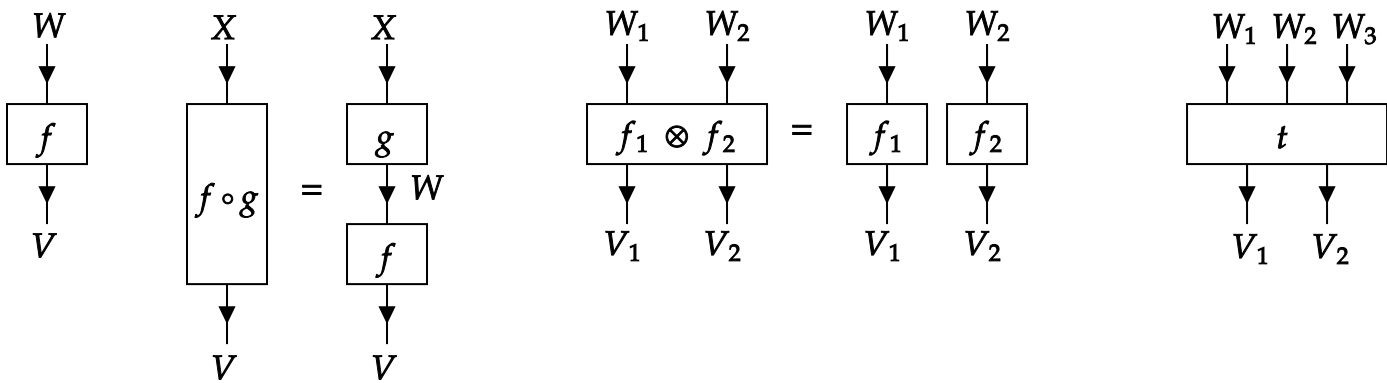 W X X W₁ W₂ W₁ W₂ W₁ W₂ W₃
f g f₁ ⊗ f₂ = f₁ f₂ t
f ∘ g = W
V f V₁ V₂ V₁ V₂ V₁ V₂
V V